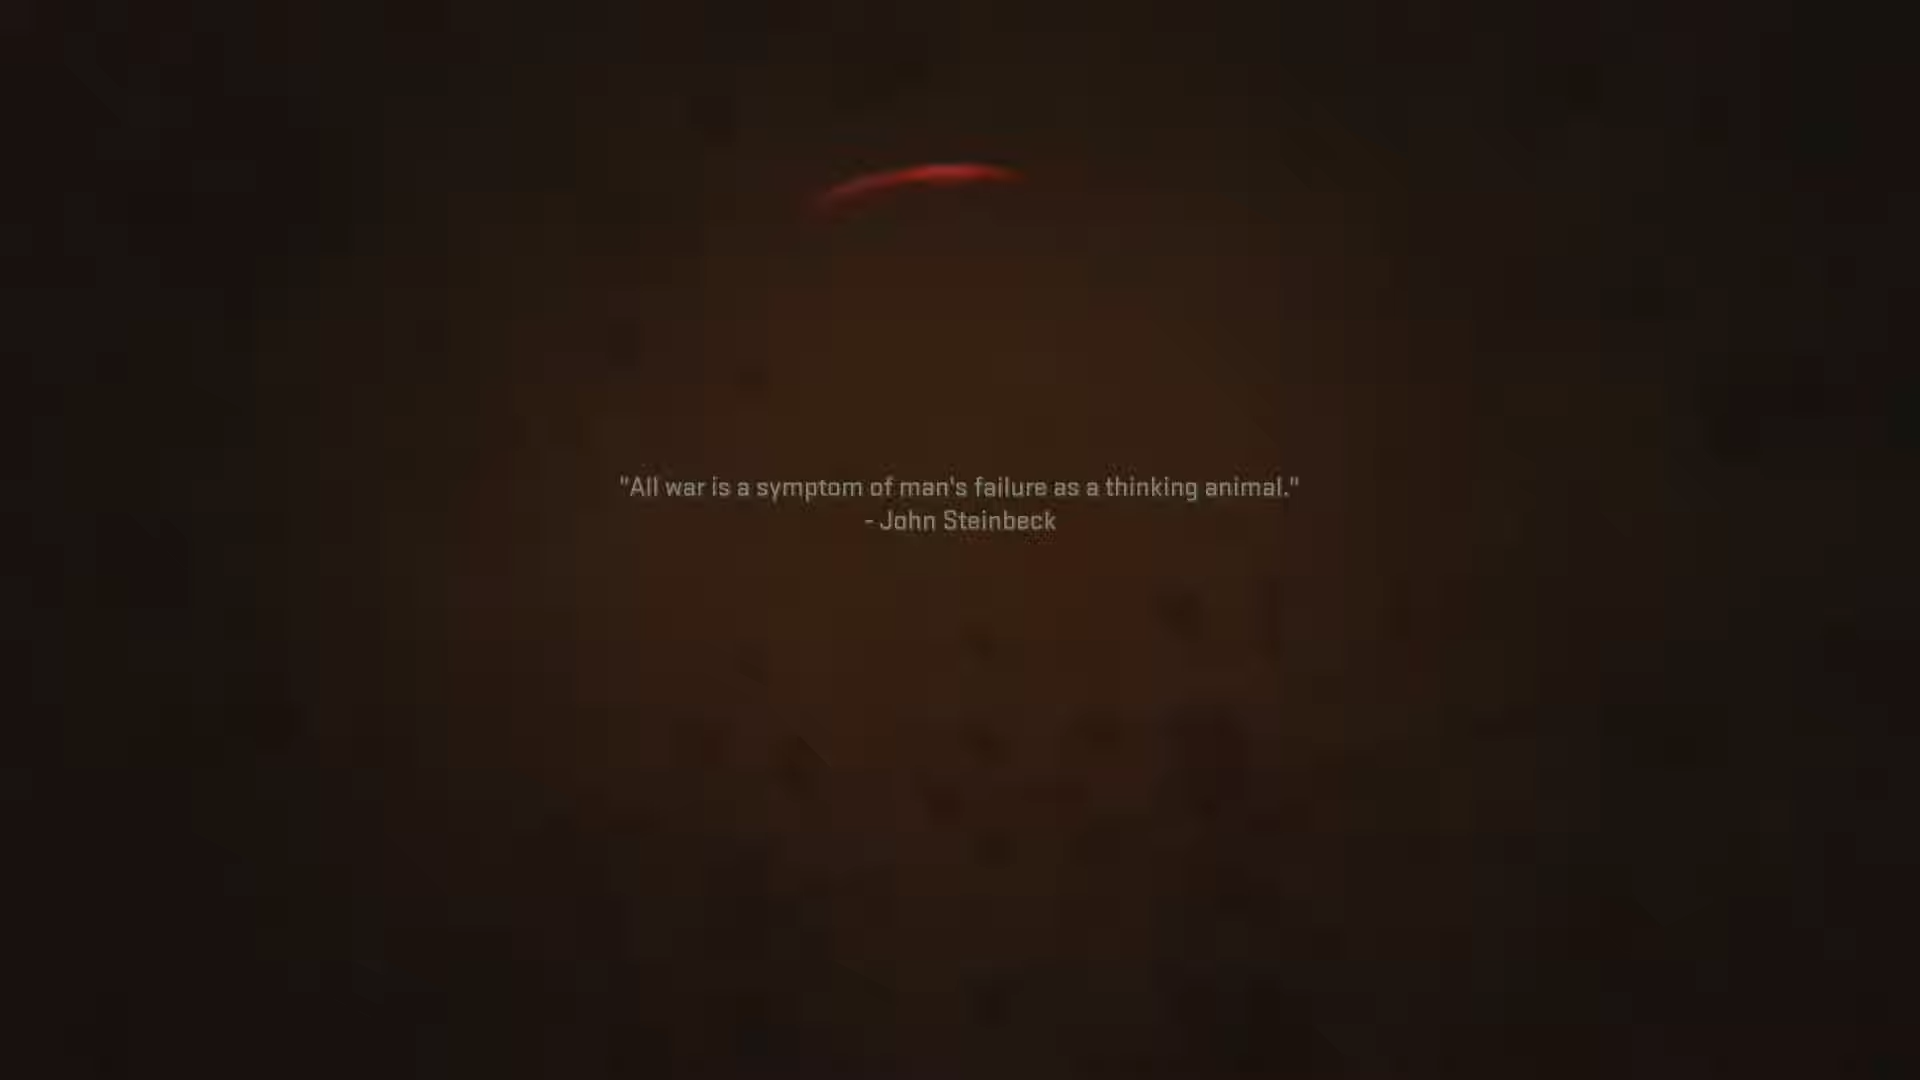 "All war is a symptom of man's failure as a thinking animal."
- John Steinbeck